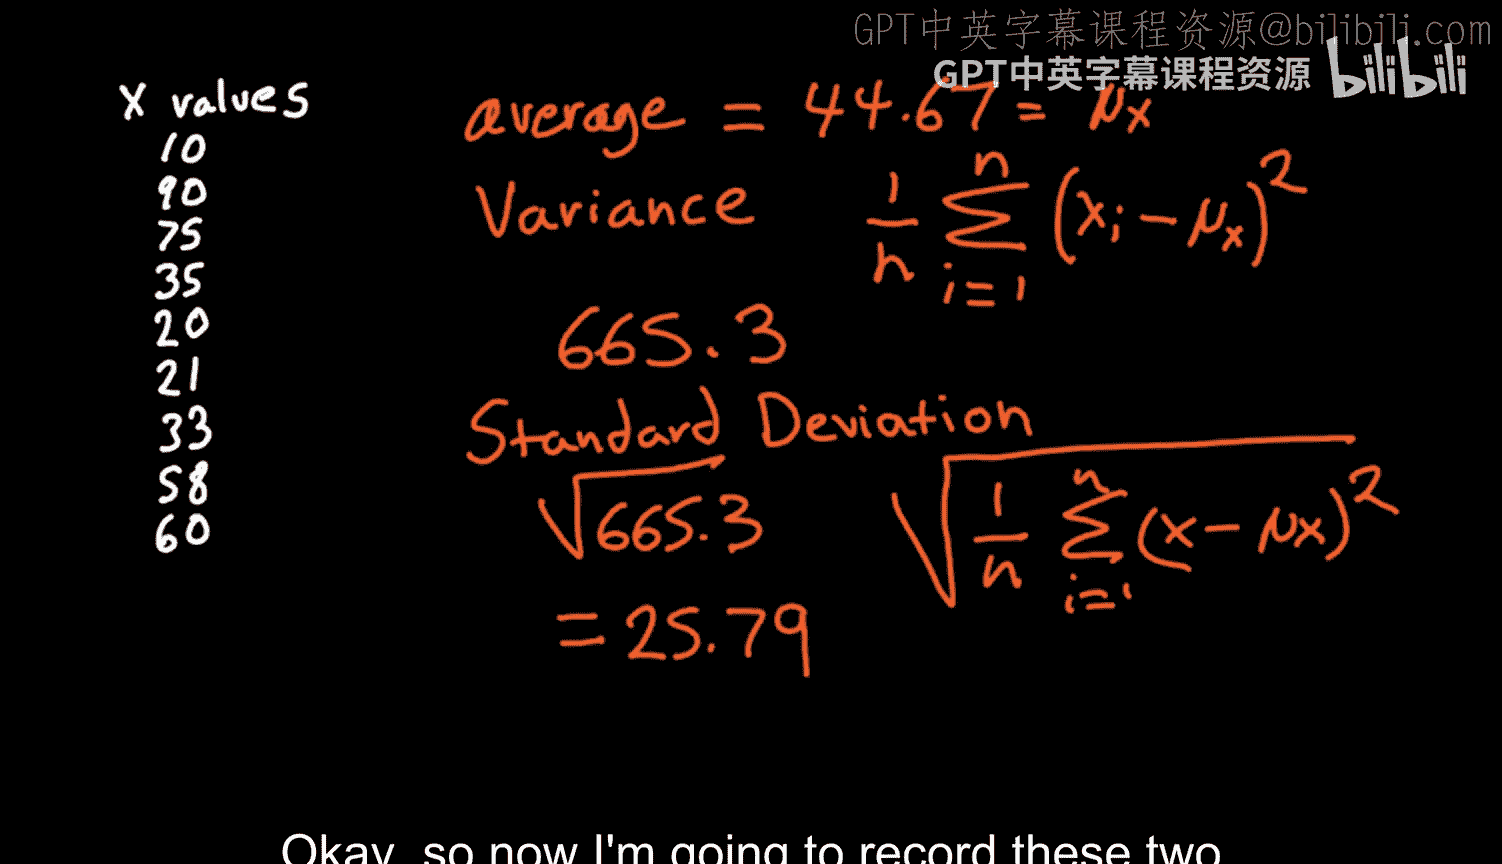 GPT中英字幕课程资源@bilibili.com
GPT中英字幕课程资源 bilibili
X values
10
90
75
35
20
21
33
58
60
average = 44.67 = μx
Variance 1/n n∑i=1 (xi − μx)²
665.3
Standard Deviation
√665.3 √1/n n∑i=1 (x − μx)²
= 25.79
Okay, so now I'm going to record these two